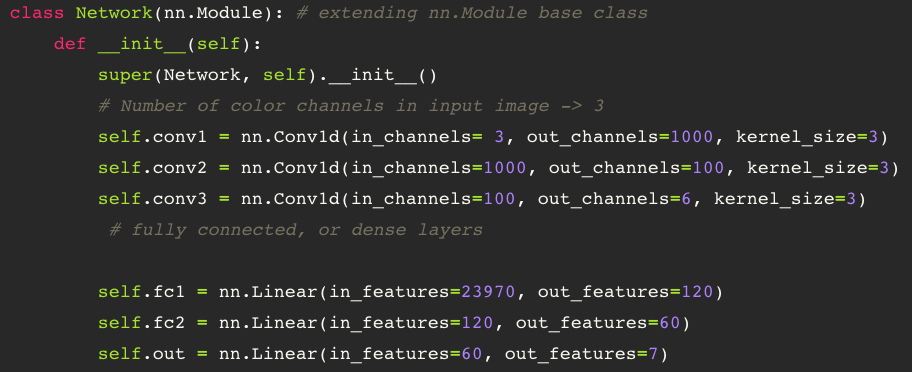 class Network(nn.Module): # extending nn.Module base class
    def __init__(self):
        super(Network, self).__init__()
        # Number of color channels in input image -> 3
        self.conv1 = nn.Conv1d(in_channels= 3, out_channels=1000, kernel_size=3)
        self.conv2 = nn.Conv1d(in_channels=1000, out_channels=100, kernel_size=3)
        self.conv3 = nn.Conv1d(in_channels=100, out_channels=6, kernel_size=3)
         # fully connected, or dense layers
        self.fc1 = nn.Linear(in_features=23970, out_features=120)
        self.fc2 = nn.Linear(in_features=120, out_features=60)
        self.out = nn.Linear(in_features=60, out_features=7)